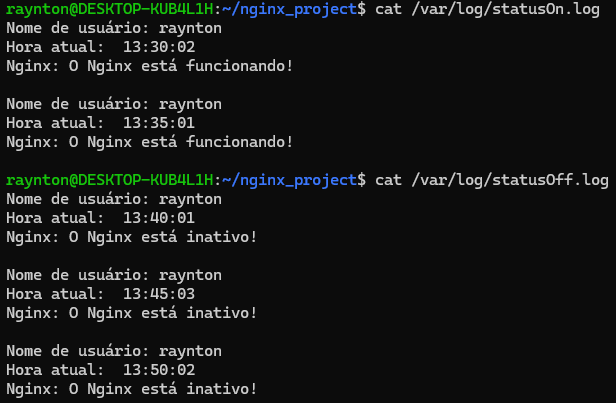 raynton@DESKTOP-KUB4L1H:~/nginx_project$ cat /var/log/statusOn.log
Nome de usuário: raynton
Hora atual:  13:30:02
Nginx: O Nginx está funcionando!

Nome de usuário: raynton
Hora atual:  13:35:01
Nginx: O Nginx está funcionando!

raynton@DESKTOP-KUB4L1H:~/nginx_project$ cat /var/log/statusOff.log
Nome de usuário: raynton
Hora atual:  13:40:01
Nginx: O Nginx está inativo!

Nome de usuário: raynton
Hora atual:  13:45:03
Nginx: O Nginx está inativo!

Nome de usuário: raynton
Hora atual:  13:50:02
Nginx: O Nginx está inativo!